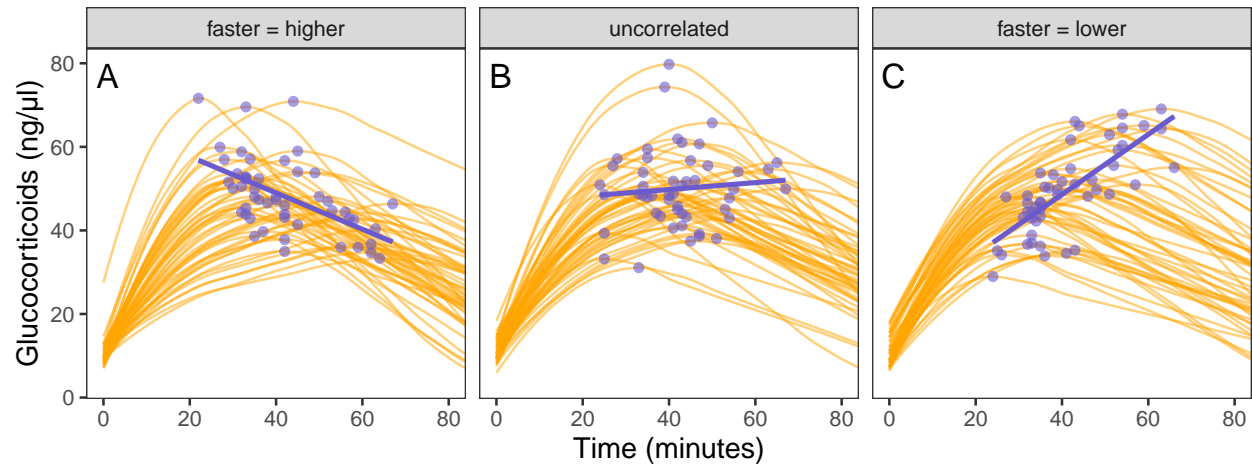 faster = higher
uncorrelated
faster = lower
A
B
C
Glucocorticoids (ng/µl)
80
60
40
20
0
0 20 40 60 80
0 20 40 60 80
0 20 40 60 80
Time (minutes)